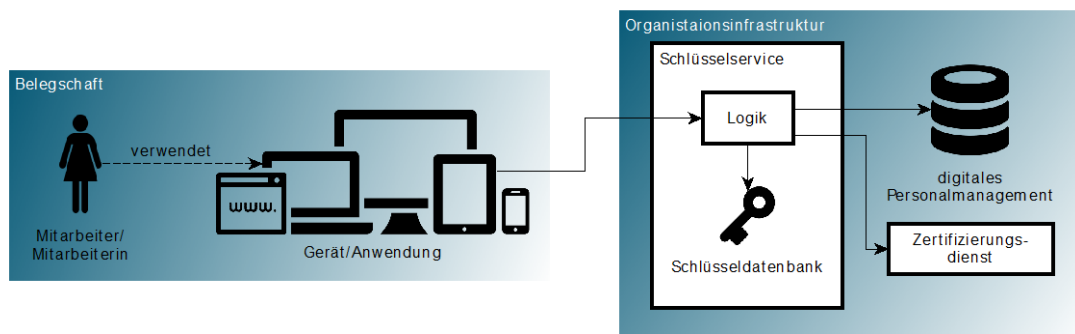 Belegschaft
verwendet
www.
Mitarbeiter/
Mitarbeiterin
Gerät/Anwendung
Organistaionsinfrastruktur
Schlüsselservice
Logik
Schlüsseldatenbank
digitales
Personalmanagement
Zertifizierungs-
dienst